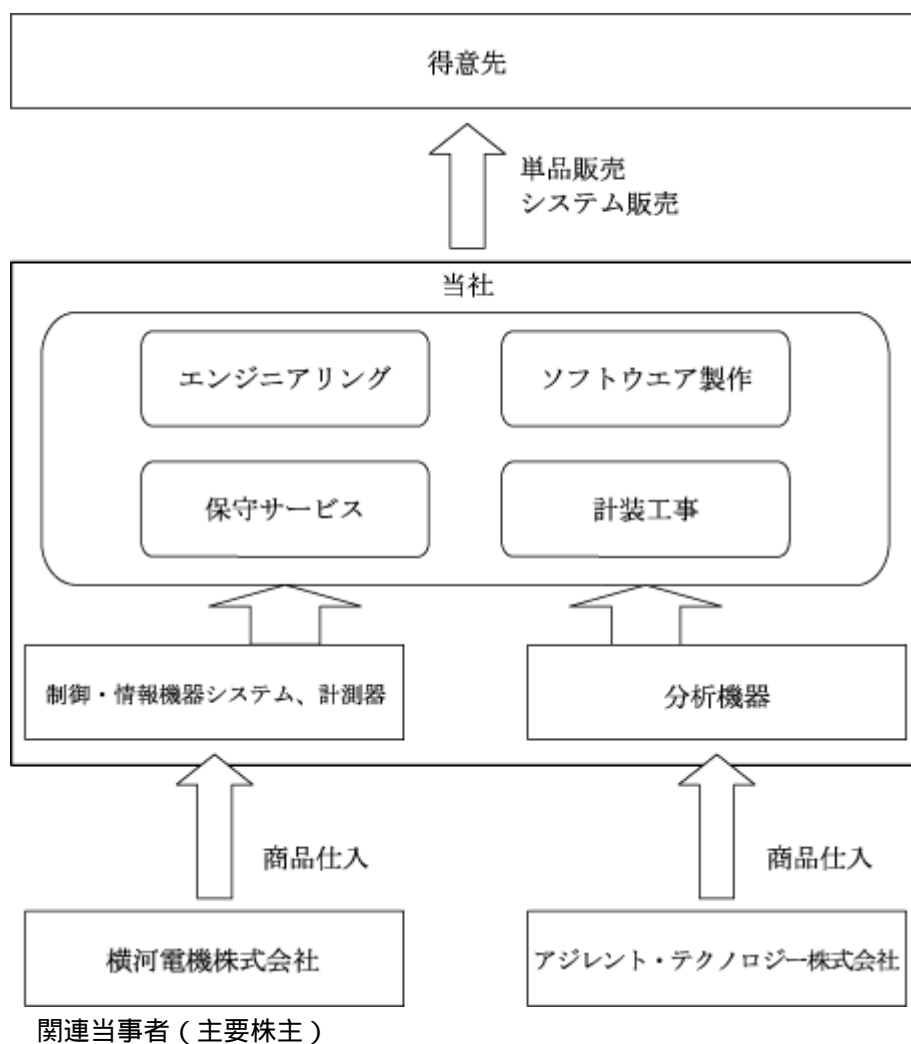 得意先
単品販売
システム販売
当社
エンジニアリング
ソフトウエア製作
保守サービス
計装工事
制御・情報機器システム、計測器
分析機器
商品仕入
商品仕入
横河電機株式会社
アジレント・テクノロジー株式会社
関連当事者（主要株主）